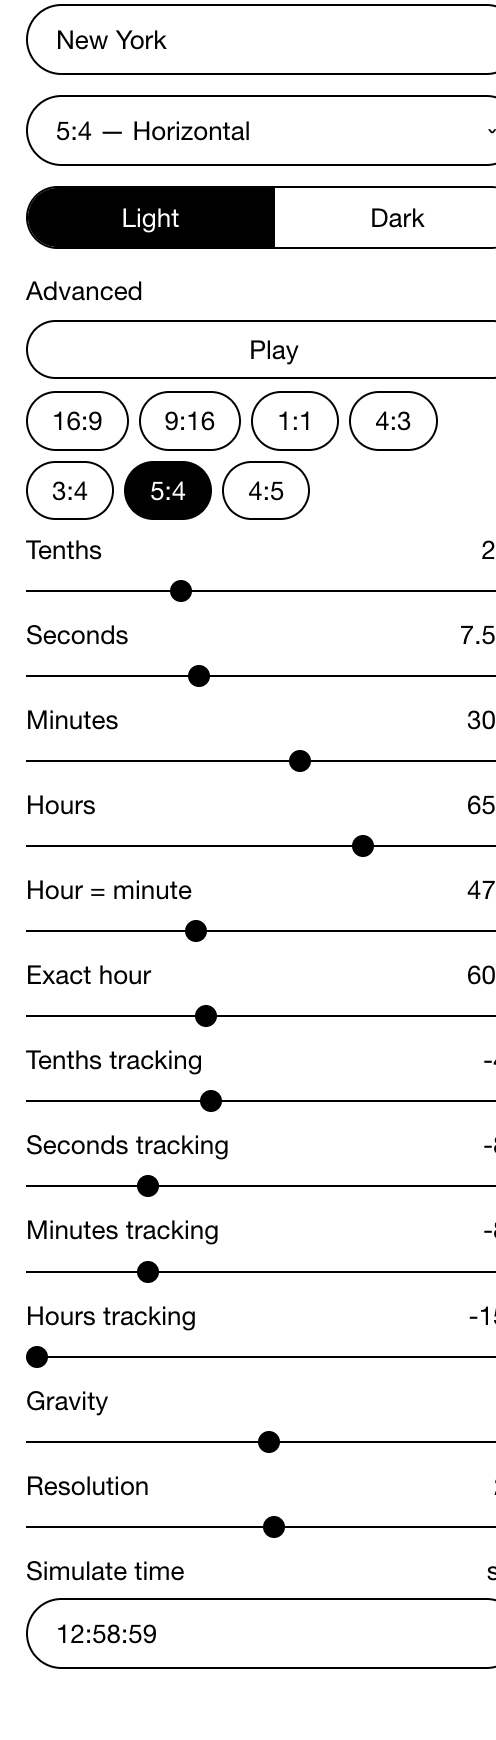 New York
5:4 — Horizontal
Light Dark
Advanced
Play
16:9 9:16 1:1 4:3
3:4 5:4 4:5
Tenths 2
Seconds 7.5
Minutes 30
Hours 65
Hour = minute 47
Exact hour 60
Tenths tracking
Seconds tracking
Minutes tracking
Hours tracking
Gravity
Resolution
Simulate time
12:58:59